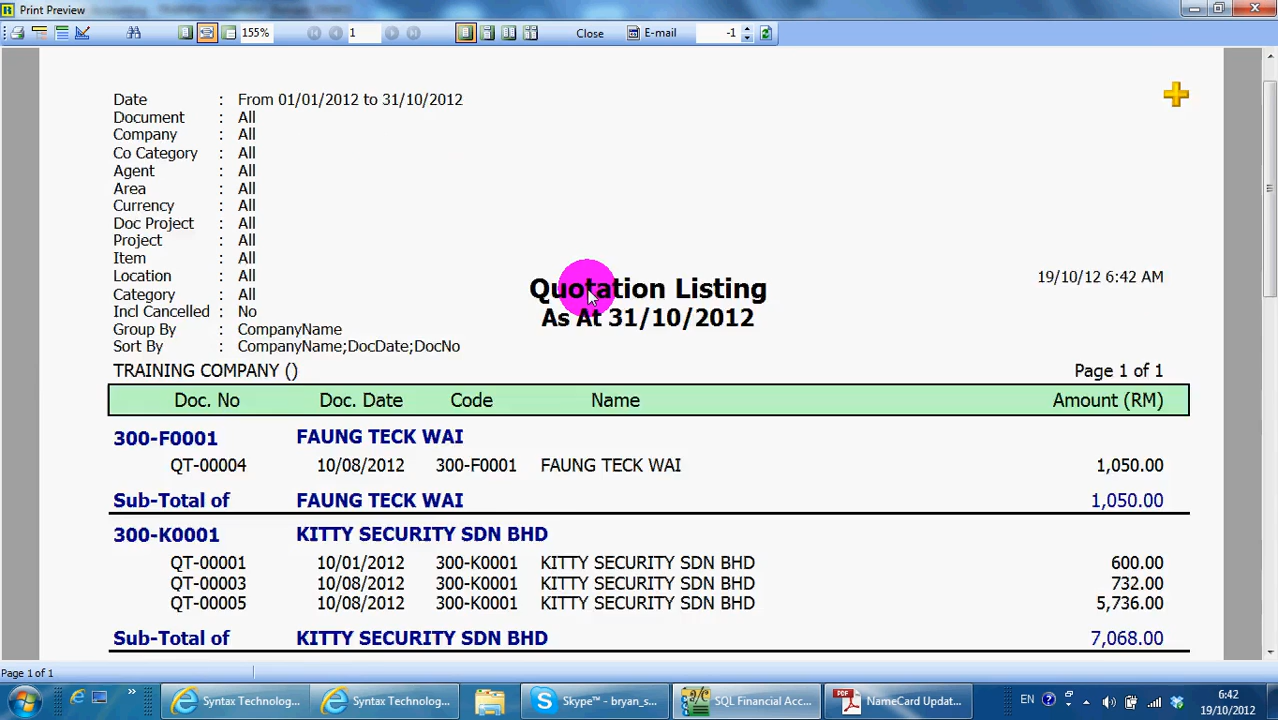 Print Preview
155%
1
Close
E-mail
-1
Date : From 01/01/2012 to 31/10/2012
Document : All
Company : All
Co Category : All
Agent : All
Area : All
Currency : All
Doc Project : All
Project : All
Item : All
Location : All
Category : All
Incl Cancelled : No
Group By : CompanyName
Sort By : CompanyName;DocDate;DocNo
Quotation Listing
As At 31/10/2012
19/10/12 6:42 AM
TRAINING COMPANY ()
Page 1 of 1
Doc. No Doc. Date Code Name Amount (RM)
300-F0001 FAUNG TECK WAI
QT-00004 10/08/2012 300-F0001 FAUNG TECK WAI 1,050.00
Sub-Total of FAUNG TECK WAI 1,050.00
300-K0001 KITTY SECURITY SDN BHD
QT-00001 10/01/2012 300-K0001 KITTY SECURITY SDN BHD 600.00
QT-00003 10/08/2012 300-K0001 KITTY SECURITY SDN BHD 732.00
QT-00005 10/08/2012 300-K0001 KITTY SECURITY SDN BHD 5,736.00
Sub-Total of KITTY SECURITY SDN BHD 7,068.00
Page 1 of 1
Syntax Technolog...
Syntax Technolog...
Skype™ - bryan_s...
SQL Financial Acc...
NameCard Updat...
EN
6:42
19/10/2012